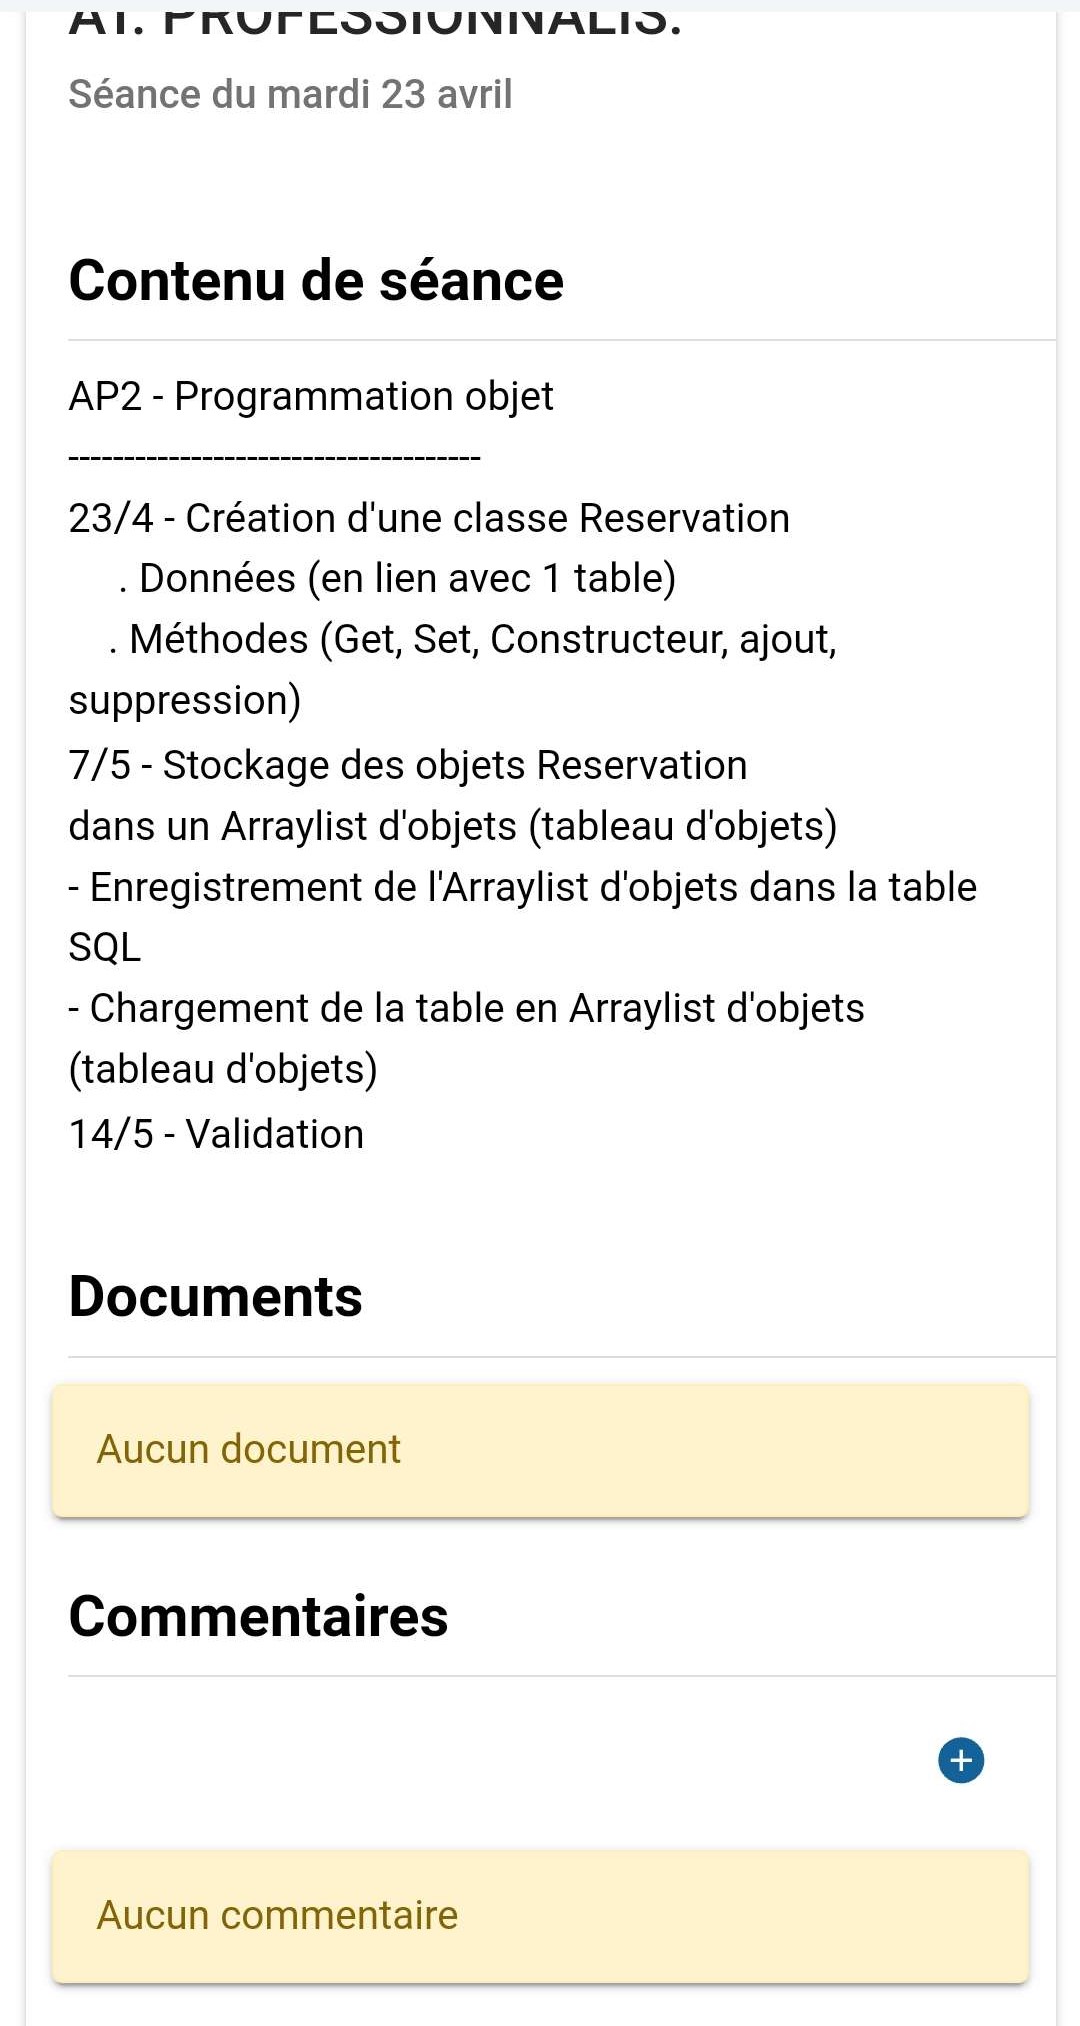 AT. PROFESSIONNALIS.
Séance du mardi 23 avril
Contenu de séance
AP2 - Programmation objet
-------------------------------------
23/4 - Création d'une classe Reservation
. Données (en lien avec 1 table)
. Méthodes (Get, Set, Constructeur, ajout,
suppression)
7/5 - Stockage des objets Reservation
dans un Arraylist d'objets (tableau d'objets)
- Enregistrement de l'Arraylist d'objets dans la table
SQL
- Chargement de la table en Arraylist d'objets
(tableau d'objets)
14/5 - Validation
Documents
Aucun document
Commentaires
+
Aucun commentaire